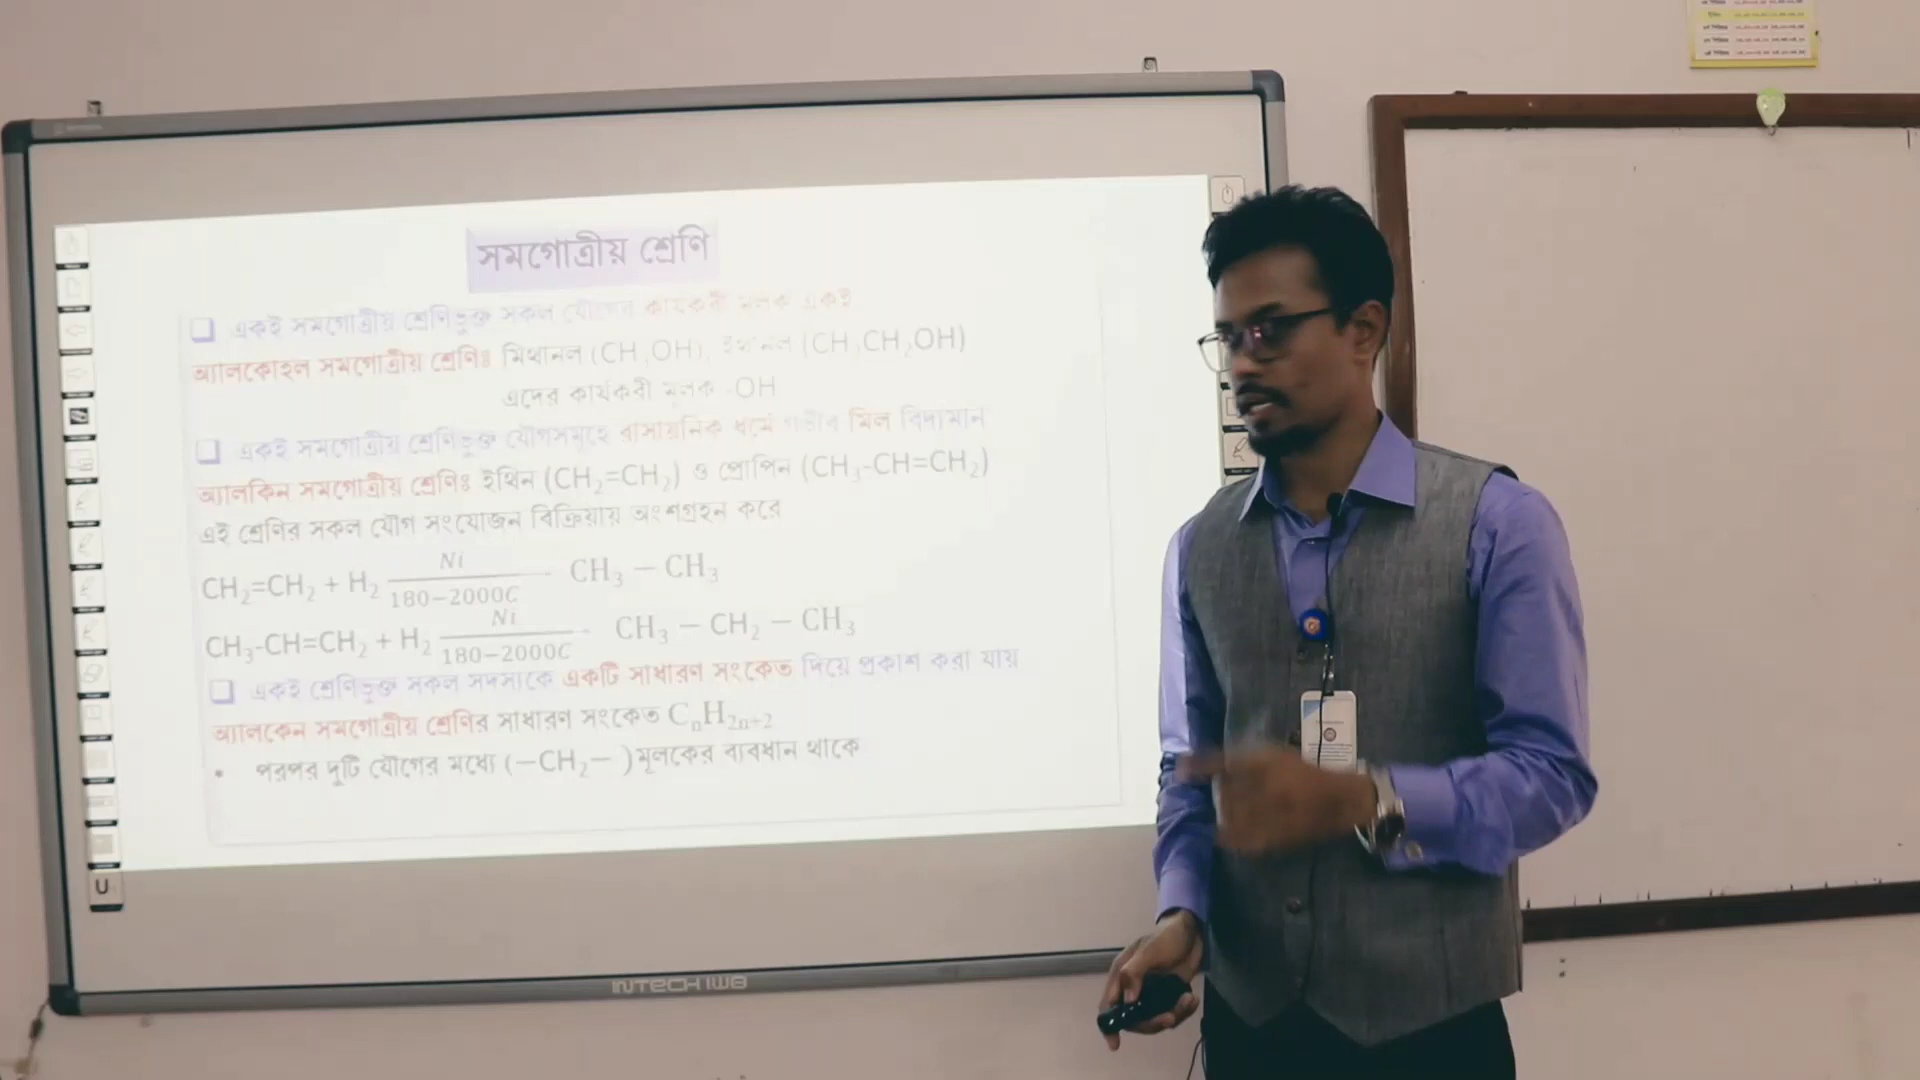 সমগোত্রীয় শ্রেণি
একই সমগোত্রীয় শ্রেণিভুক্ত সকল যৌগের কার্যকরী মূলক একই
অ্যালকোহল সমগোত্রীয় শ্রেণিঃ মিথানল (CH₃OH), ইথানল (CH₃CH₂OH)
এদের কার্যকরী মূলক -OH
একই সমগোত্রীয় শ্রেণিভুক্ত যৌগসমূহে রাসায়নিক ধর্মে গভীর মিল বিদ্যমান
অ্যালকিন সমগোত্রীয় শ্রেণিঃ ইথিন (CH₂=CH₂) ও প্রোপিন (CH₃-CH=CH₂)
এই শ্রেণির সকল যৌগ সংযোজন বিক্রিয়ায় অংশগ্রহন করে
CH₂=CH₂ + H₂ Ni 180−2000C CH₃ − CH₃
CH₃-CH=CH₂ + H₂ Ni 180−2000C CH₃ − CH₂ − CH₃
একই শ্রেণিভুক্ত সকল সদস্যকে একটি সাধারণ সংকেত দিয়ে প্রকাশ করা যায়
অ্যালকেন সমগোত্রীয় শ্রেণির সাধারণ সংকেত CₙH₂ₙ₊₂
• পরপর দুটি যৌগের মধ্যে (−CH₂− )মূলকের ব্যবধান থাকে
U
INTECH IWB